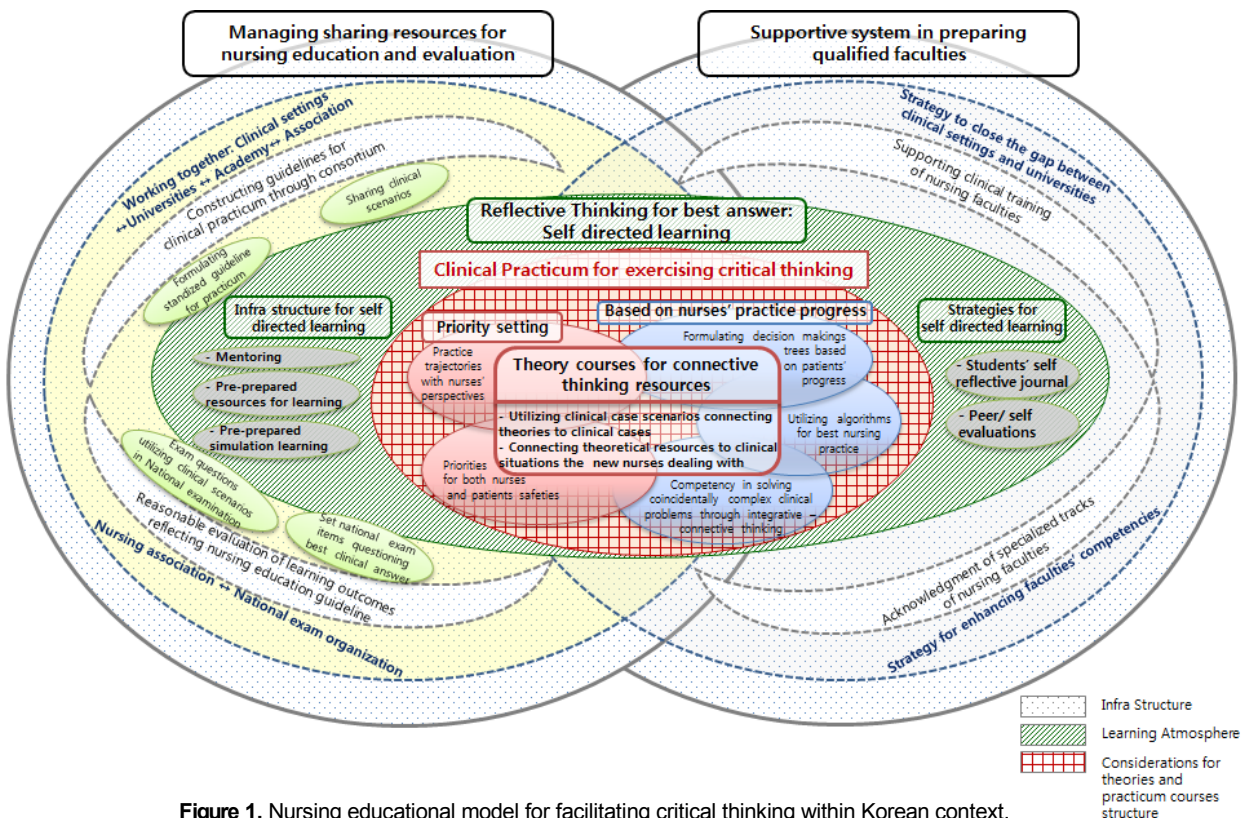 Managing sharing resources for
nursing education and evaluation
Supportive system in preparing
qualified faculties
Working together: Clinical settings
↔Universities ↔ Academy↔ Association
Constructing guidelines for
clinical practicum through consortium
Sharing clinical
scenarios
Formulating
standized guideline
for practicum
Strategy to close the gap between
clinical settings and universities
Supporting clinical training
of nursing faculties
Reflective Thinking for best answer:
Self directed learning
Clinical Practicum for exercising critical thinking
Infra structure for self
directed learning
- Mentoring
- Pre-prepared
resources for learning
- Pre-prepared
simulation learning
Priority setting
Practice
trajectories
with nurses'
perspectives
Priorities
for both nurses
and patients safeties
Based on nurses' practice progress
Formulating decision makings
trees based
on patients'
progress
Utilizing algorithms
for best nursing
practice
Competency in solving
coincidentally complex clinical
problems through integrative –
connective thinking
Theory courses for connective
thinking resources
- Utilizing clinical case scenarios connecting
theories to clinical cases
- Connecting theoretical resources to clinical
situations the new nurses dealing with
Strategies for
self directed learning
- Students' self
reflective journal
- Peer/ self
evaluations
Exam questions
utilizing clinical scenarios
in National examination
Set national exam
items questioning
best clinical answer
Reasonable evaluation of learning outcomes
reflecting nursing education guideline
Nursing association ↔ National exam organization
Acknowledgment of specialized tracks
of nursing faculties
Strategy for enhancing faculties' competencies
Infra Structure
Learning Atmosphere
Considerations for
theories and
practicum courses
structure
Figure 1. Nursing educational model for facilitating critical thinking within Korean context.